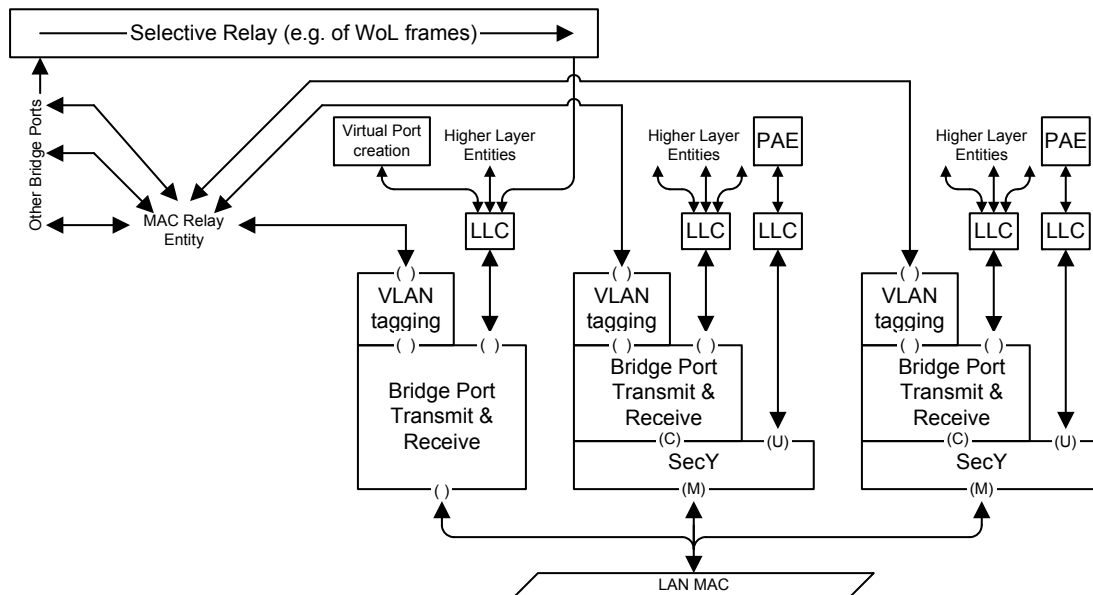 Selective Relay (e.g. of WoL frames)
Other Bridge Ports
MAC Relay
Entity
Virtual Port
creation
Higher Layer
Entities
LLC
Higher Layer
Entities
PAE
LLC
LLC
Higher Layer
Entities
PAE
LLC
LLC
( )
VLAN
tagging
( )
( )
Bridge Port
Transmit &
Receive
( )
( )
VLAN
tagging
( )
( )
Bridge Port
Transmit &
Receive
(C)
(U)
SecY
(M)
( )
VLAN
tagging
( )
( )
Bridge Port
Transmit &
Receive
(C)
(U)
SecY
(M)
LAN MAC